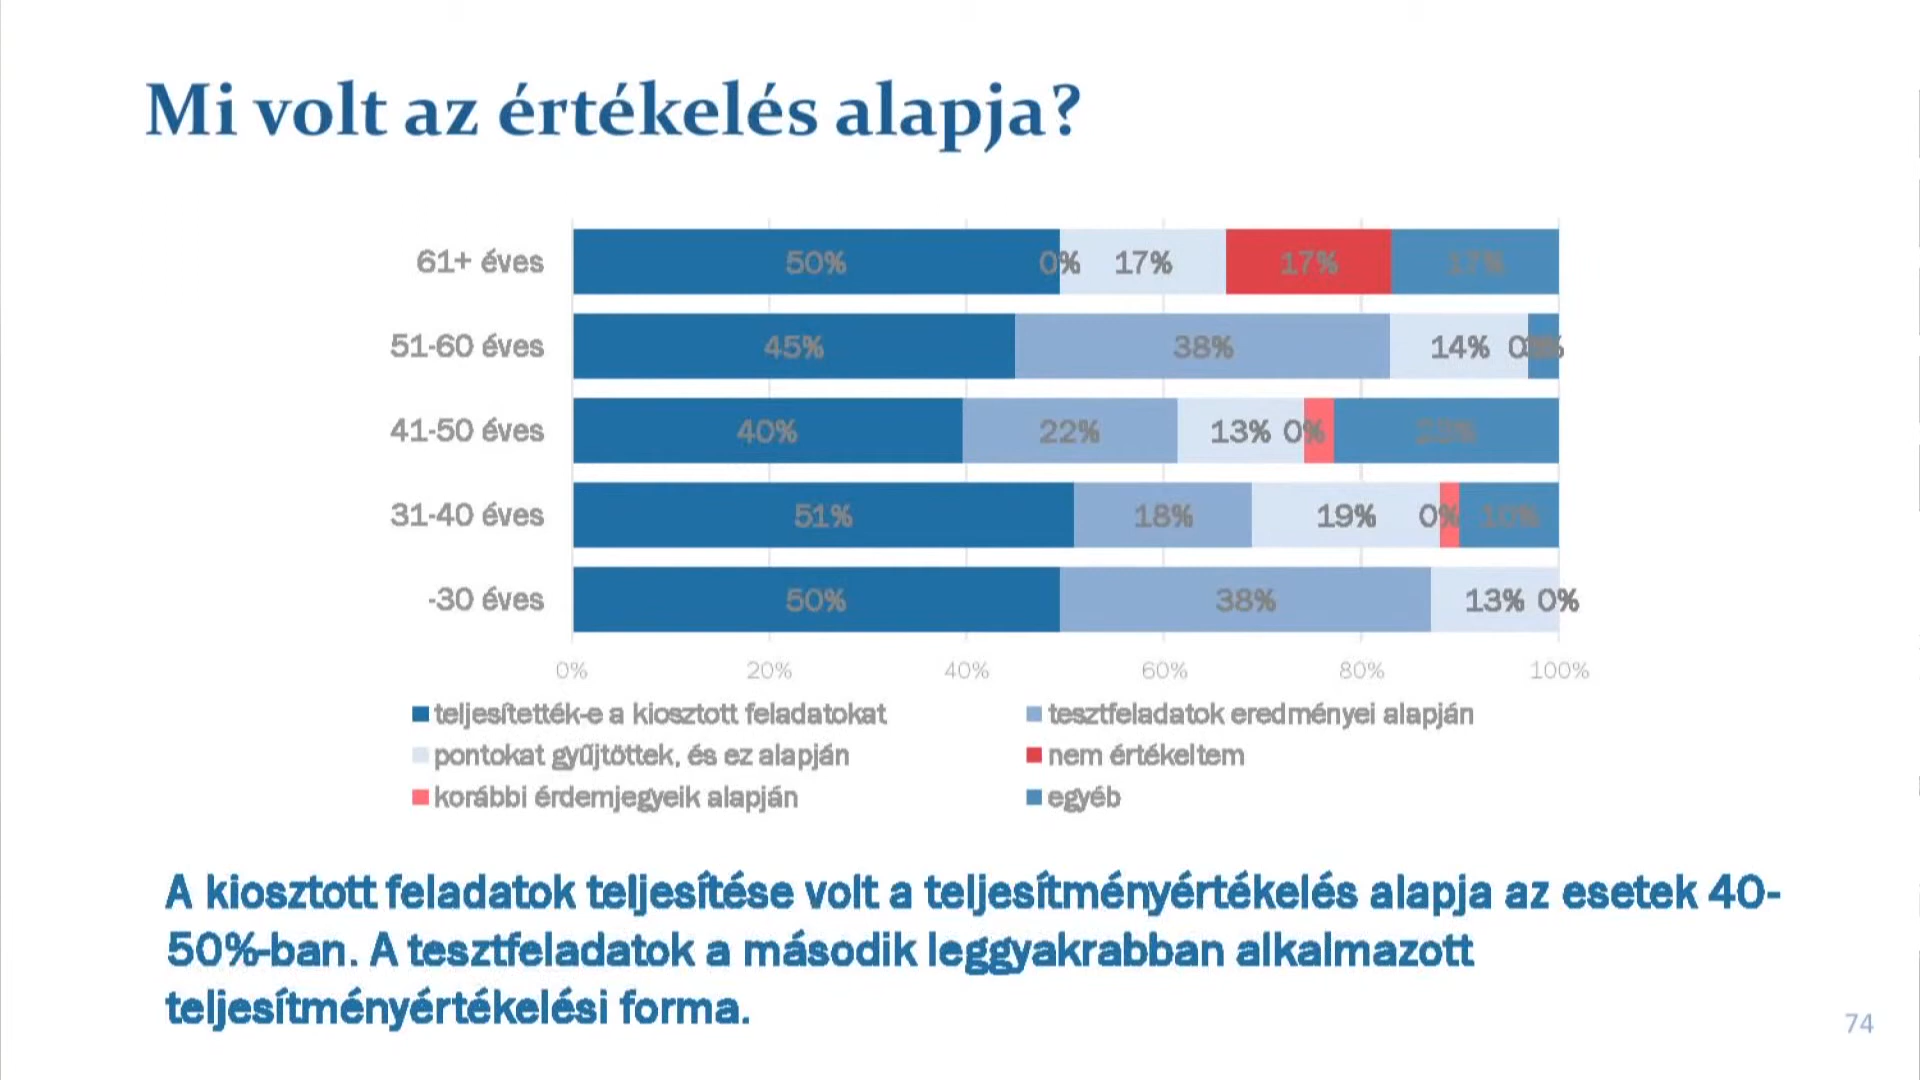 Mi volt az értékelés alapja?
61+ éves 50% 0% 17% 17% 17%
51-60 éves 45% 38% 14%
41-50 éves 40% 22% 13% 0% 23%
31-40 éves 51% 18% 19% 0% 10%
-30 éves 50% 38% 13% 0%
0% 20% 40% 60% 80% 100%
teljesítették-e a kiosztott feladatokat tesztfeladatok eredményei alapján
pontokat gyűjtöttek, és ez alapján nem értékeltem
korábbi érdemjegyeik alapján egyéb
A kiosztott feladatok teljesítése volt a teljesítményértékelés alapja az esetek 40-
50%-ban. A tesztfeladatok a második leggyakrabban alkalmazott
teljesítményértékelési forma.
74